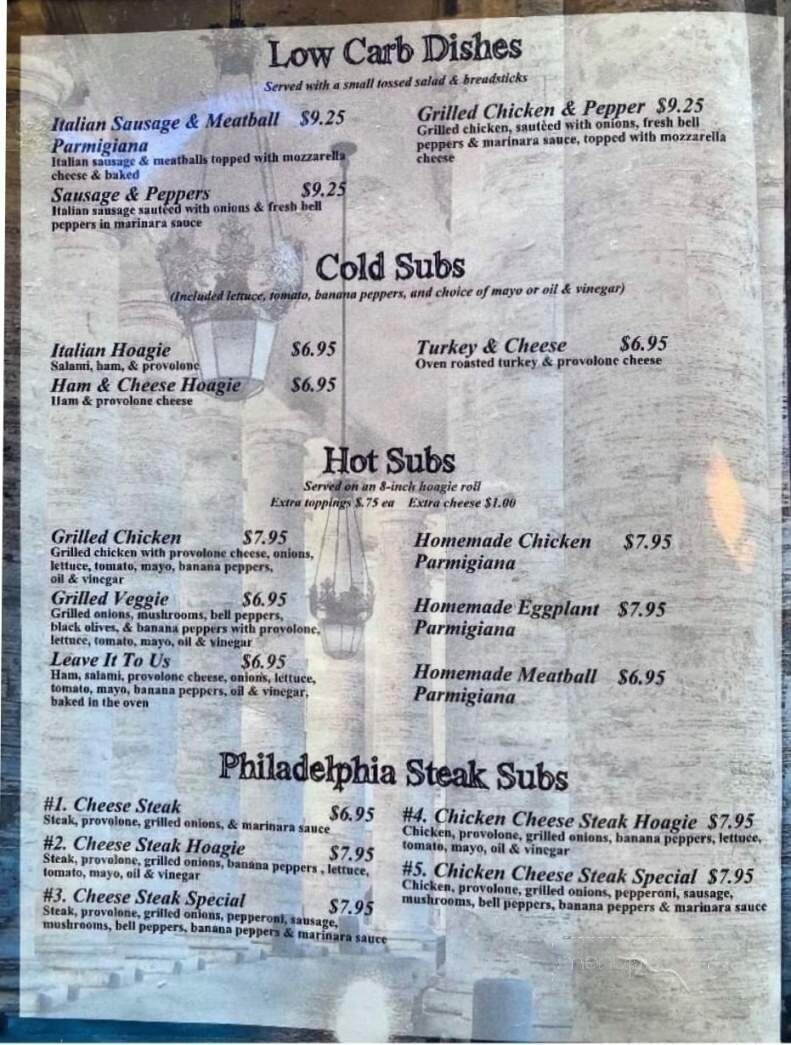 Low Carb Dishes
Served with a small tossed salad & breadsticks
Italian Sausage & Meatball $9.25
Parmigiana
Italian sausage & meatballs topped with mozzarella
cheese & baked
Sausage & Peppers $9.25
Italian sausage sautéed with onions & fresh bell
peppers in marinara sauce
Grilled Chicken & Pepper $9.25
Grilled chicken, sautéed with onions, fresh bell
peppers & marinara sauce, topped with mozzarella
cheese
Cold Subs
(Included lettuce, tomato, banana peppers, and choice of mayo or oil & vinegar)
Italian Hoagie $6.95
Salami, ham, & provolone
Ham & Cheese Hoagie $6.95
Ham & provolone cheese
Turkey & Cheese $6.95
Oven roasted turkey & provolone cheese
Hot Subs
Served on an 8-inch hoagie roll
Extra toppings $.75 ea Extra cheese $1.00
Grilled Chicken $7.95
Grilled chicken with provolone cheese, onions,
lettuce, tomato, mayo, banana peppers,
oil & vinegar
Grilled Veggie $6.95
Grilled onions, mushrooms, bell peppers,
black olives, & banana peppers with provolone,
lettuce, tomato, mayo, oil & vinegar
Leave It To Us $6.95
Ham, salami, provolone cheese, onions, lettuce,
tomato, mayo, banana peppers, oil & vinegar,
baked in the oven
Homemade Chicken $7.95
Parmigiana
Homemade Eggplant $7.95
Parmigiana
Homemade Meatball $6.95
Parmigiana
Philadelphia Steak Subs
#1. Cheese Steak $6.95
Steak, provolone, grilled onions, & marinara sauce
#2. Cheese Steak Hoagie $7.95
Steak, provolone, grilled onions, banana peppers , lettuce,
tomato, mayo, oil & vinegar
#3. Cheese Steak Special $7.95
Steak, provolone, grilled onions, pepperoni, sausage,
mushrooms, bell peppers, banana peppers & marinara sauce
#4. Chicken Cheese Steak Hoagie $7.95
Chicken, provolone, grilled onions, banana peppers, lettuce,
tomato, mayo, oil & vinegar
#5. Chicken Cheese Steak Special $7.95
Chicken, provolone, grilled onions, pepperoni, sausage,
mushrooms, bell peppers, banana peppers & marinara sauce